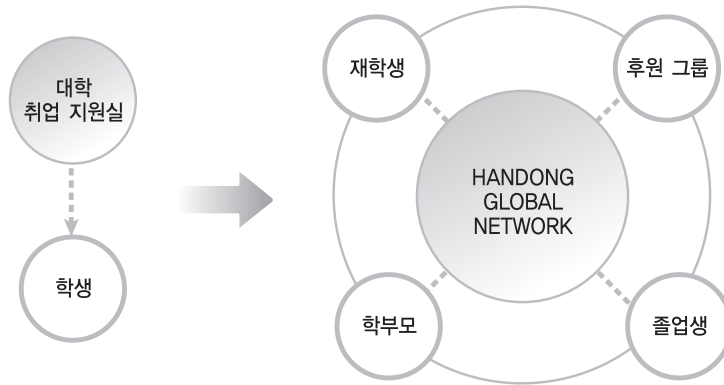 대학
취업 지원실
학생
재학생
후원 그룹
HANDONG
GLOBAL
NETWORK
학부모
졸업생